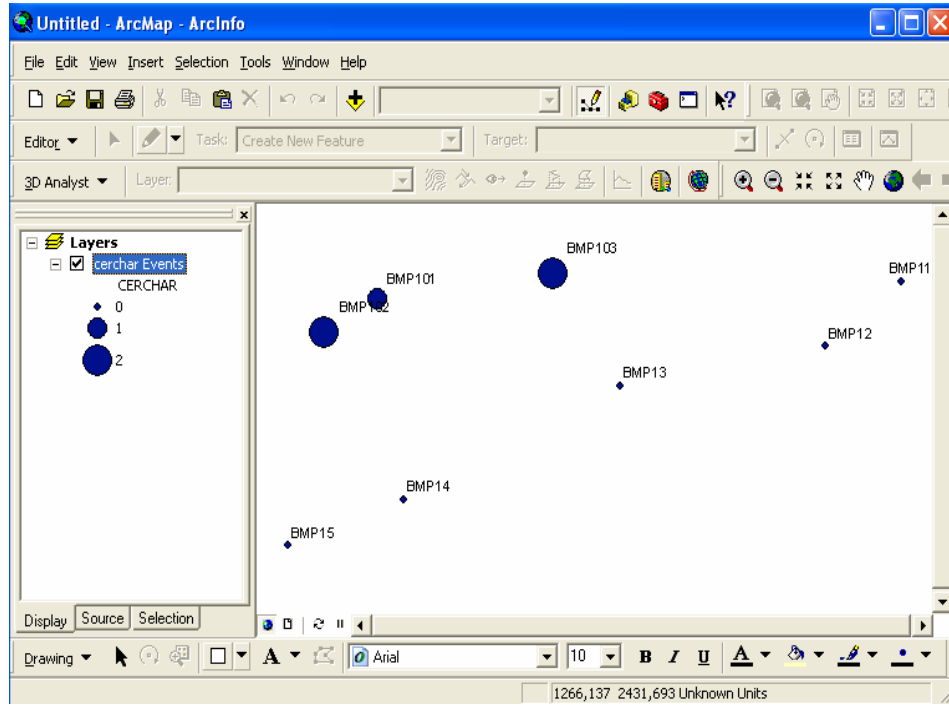 Untitled - ArcMap - ArcInfo
File Edit View Insert Selection Tools Window Help
Editor Task: Create New Feature Target:
3D Analyst Layer:
Layers
cerchar Events
CERCHAR
0
1
2
BMP103
BMP101
BMP11
BMP102
BMP12
BMP13
BMP14
BMP15
Display Source Selection
Drawing A Arial 10 B I U A
1266,137 2431,693 Unknown Units